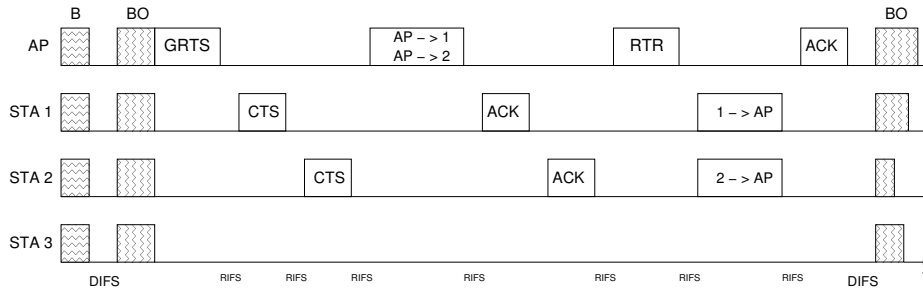 B BO BO
AP GRTS AP − > 1 RTR ACK
AP − > 2
STA 1 CTS ACK 1 − > AP
STA 2 CTS ACK 2 − > AP
STA 3
DIFS RIFS RIFS RIFS RIFS RIFS RIFS RIFS DIFS